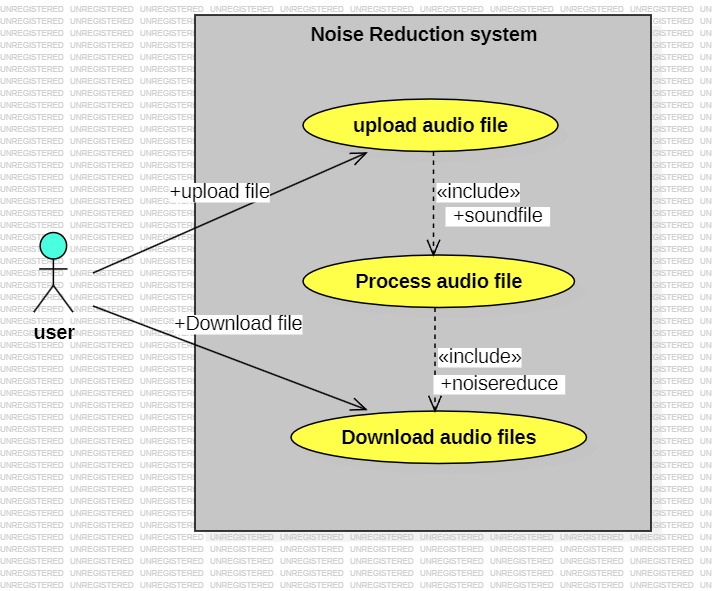 Noise Reduction system
upload audio file
+upload file
«include»
+soundfile
Process audio file
user
+Download file
«include»
+noisereduce
Download audio files
UNREGISTERED